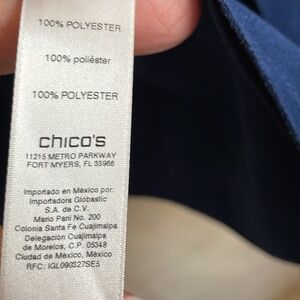 100% POLYESTER
100% poliéster
100% POLYESTER
chico's
11215 METRO PARKWAY
FORT MYERS, FL 33966
Importado en México por:
Importadora Globastic
S.A. de C.V.
Mario Pani No. 200
Colonia Santa Fe Cuajimalpa
Delegación Cuajimalpa
de Morelos, C.P. 05348
Ciudad de México, México
RFC: IGL090327SE5